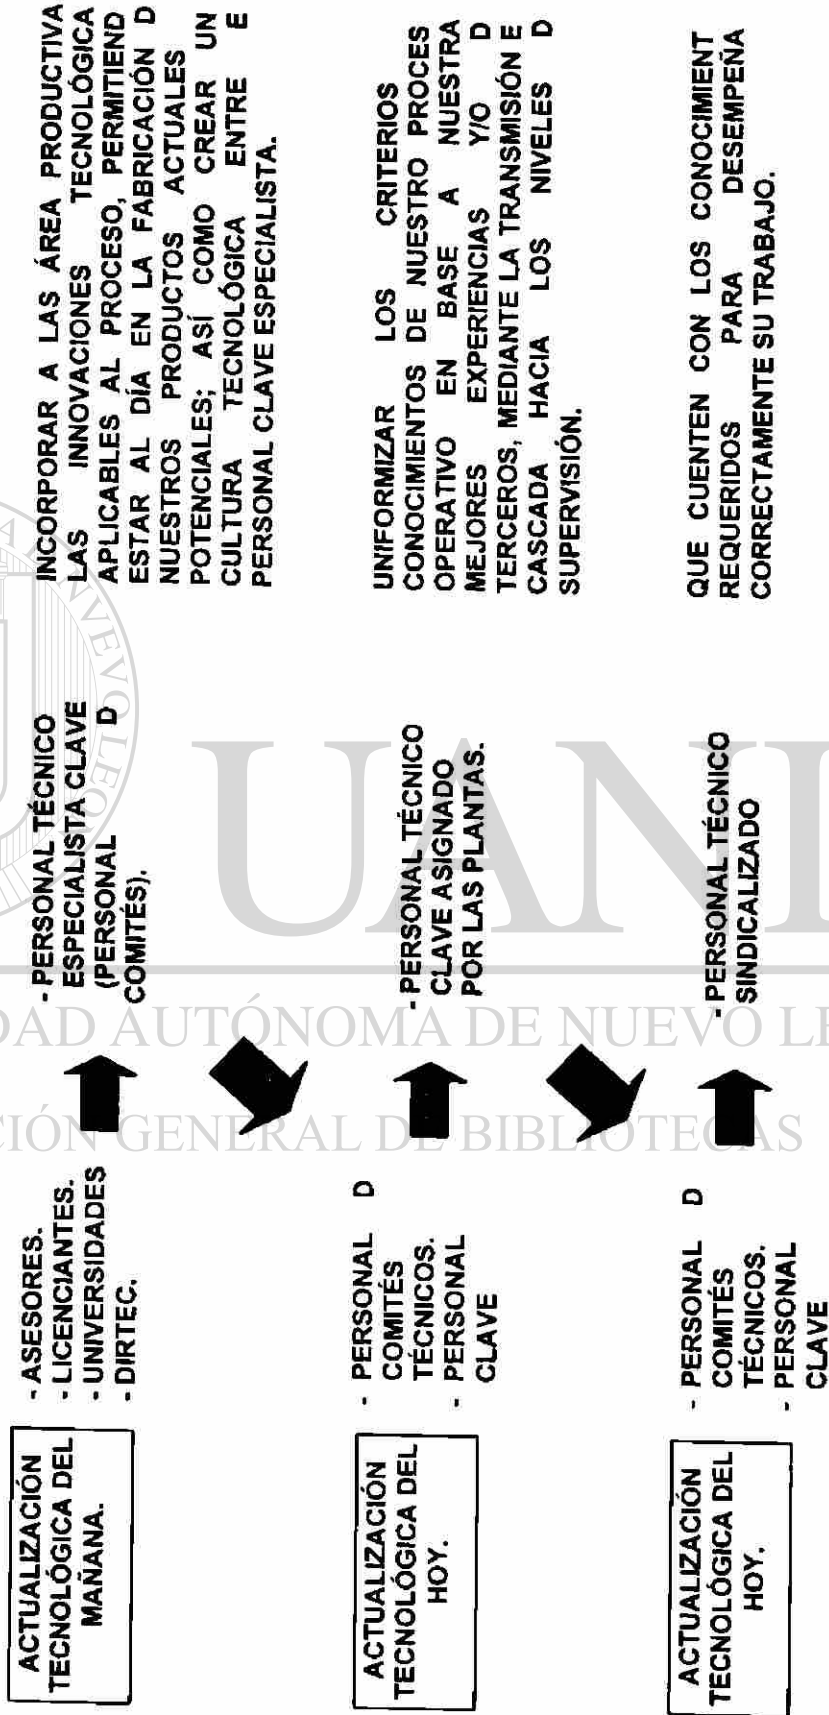 ACTUALIZACIÓN
TECNOLÓGICA DEL
MAÑANA.
- ASESORES.
- LICENCIANTES.
- UNIVERSIDADES
- DIRTEC.
- PERSONAL TÉCNICO
ESPECIALISTA CLAVE
(PERSONAL D
COMITÉS).
INCORPORAR A LAS ÁREA PRODUCTIVA
LAS INNOVACIONES TECNOLÓGICA
APLICABLES AL PROCESO, PERMITIEND
ESTAR AL DÍA EN LA FABRICACIÓN D
NUESTROS PRODUCTOS ACTUALES
POTENCIALES; ASÍ COMO CREAR UN
CULTURA TECNOLÓGICA ENTRE E
PERSONAL CLAVE ESPECIALISTA.
ACTUALIZACIÓN
TECNOLÓGICA DEL
HOY.
- PERSONAL D
COMITÉS
TÉCNICOS.
- PERSONAL
CLAVE
- PERSONAL TÉCNICO
CLAVE ASIGNADO
POR LAS PLANTAS.
UNIFORMIZAR LOS CRITERIOS
CONOCIMIENTOS DE NUESTRO PROCES
OPERATIVO EN BASE A NUESTRA
MEJORES EXPERIENCIAS Y/O D
TERCEROS, MEDIANTE LA TRANSMISIÓN E
CASCADA HACIA LOS NIVELES D
SUPERVISIÓN.
ACTUALIZACIÓN
TECNOLÓGICA DEL
HOY.
- PERSONAL D
COMITÉS
TÉCNICOS.
- PERSONAL
CLAVE
- PERSONAL TÉCNICO
SINDICALIZADO
QUE CUENTEN CON LOS CONOCIMIENT
REQUERIDOS PARA DESEMPEÑA
CORRECTAMENTE SU TRABAJO.
UANL
DAD AUTÓNOMA DE NUEVO LE
CIÓN GENERAL DE BIBLIOTECAS
NVEVO LEON